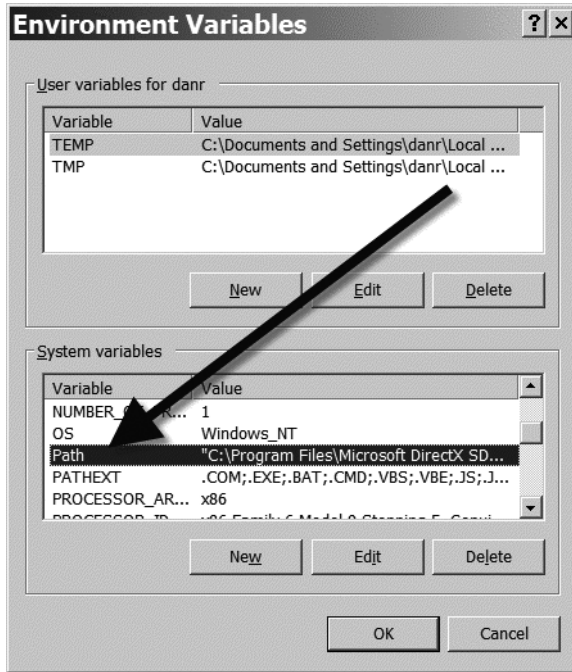 Environment Variables ? ×
User variables for danr
Variable Value
TEMP C:\Documents and Settings\danr\Local ...
TMP C:\Documents and Settings\danr\Local ...
New Edit Delete
System variables
Variable Value
1
OS Windows_NT
Path "C:\Program Files\Microsoft DirectX SD...
PATHEXT .COM;.EXE;.BAT;.CMD;.VBS;.VBE;.JS;.J...
PROCESSOR_AR... x86
New Edit Delete
OK Cancel